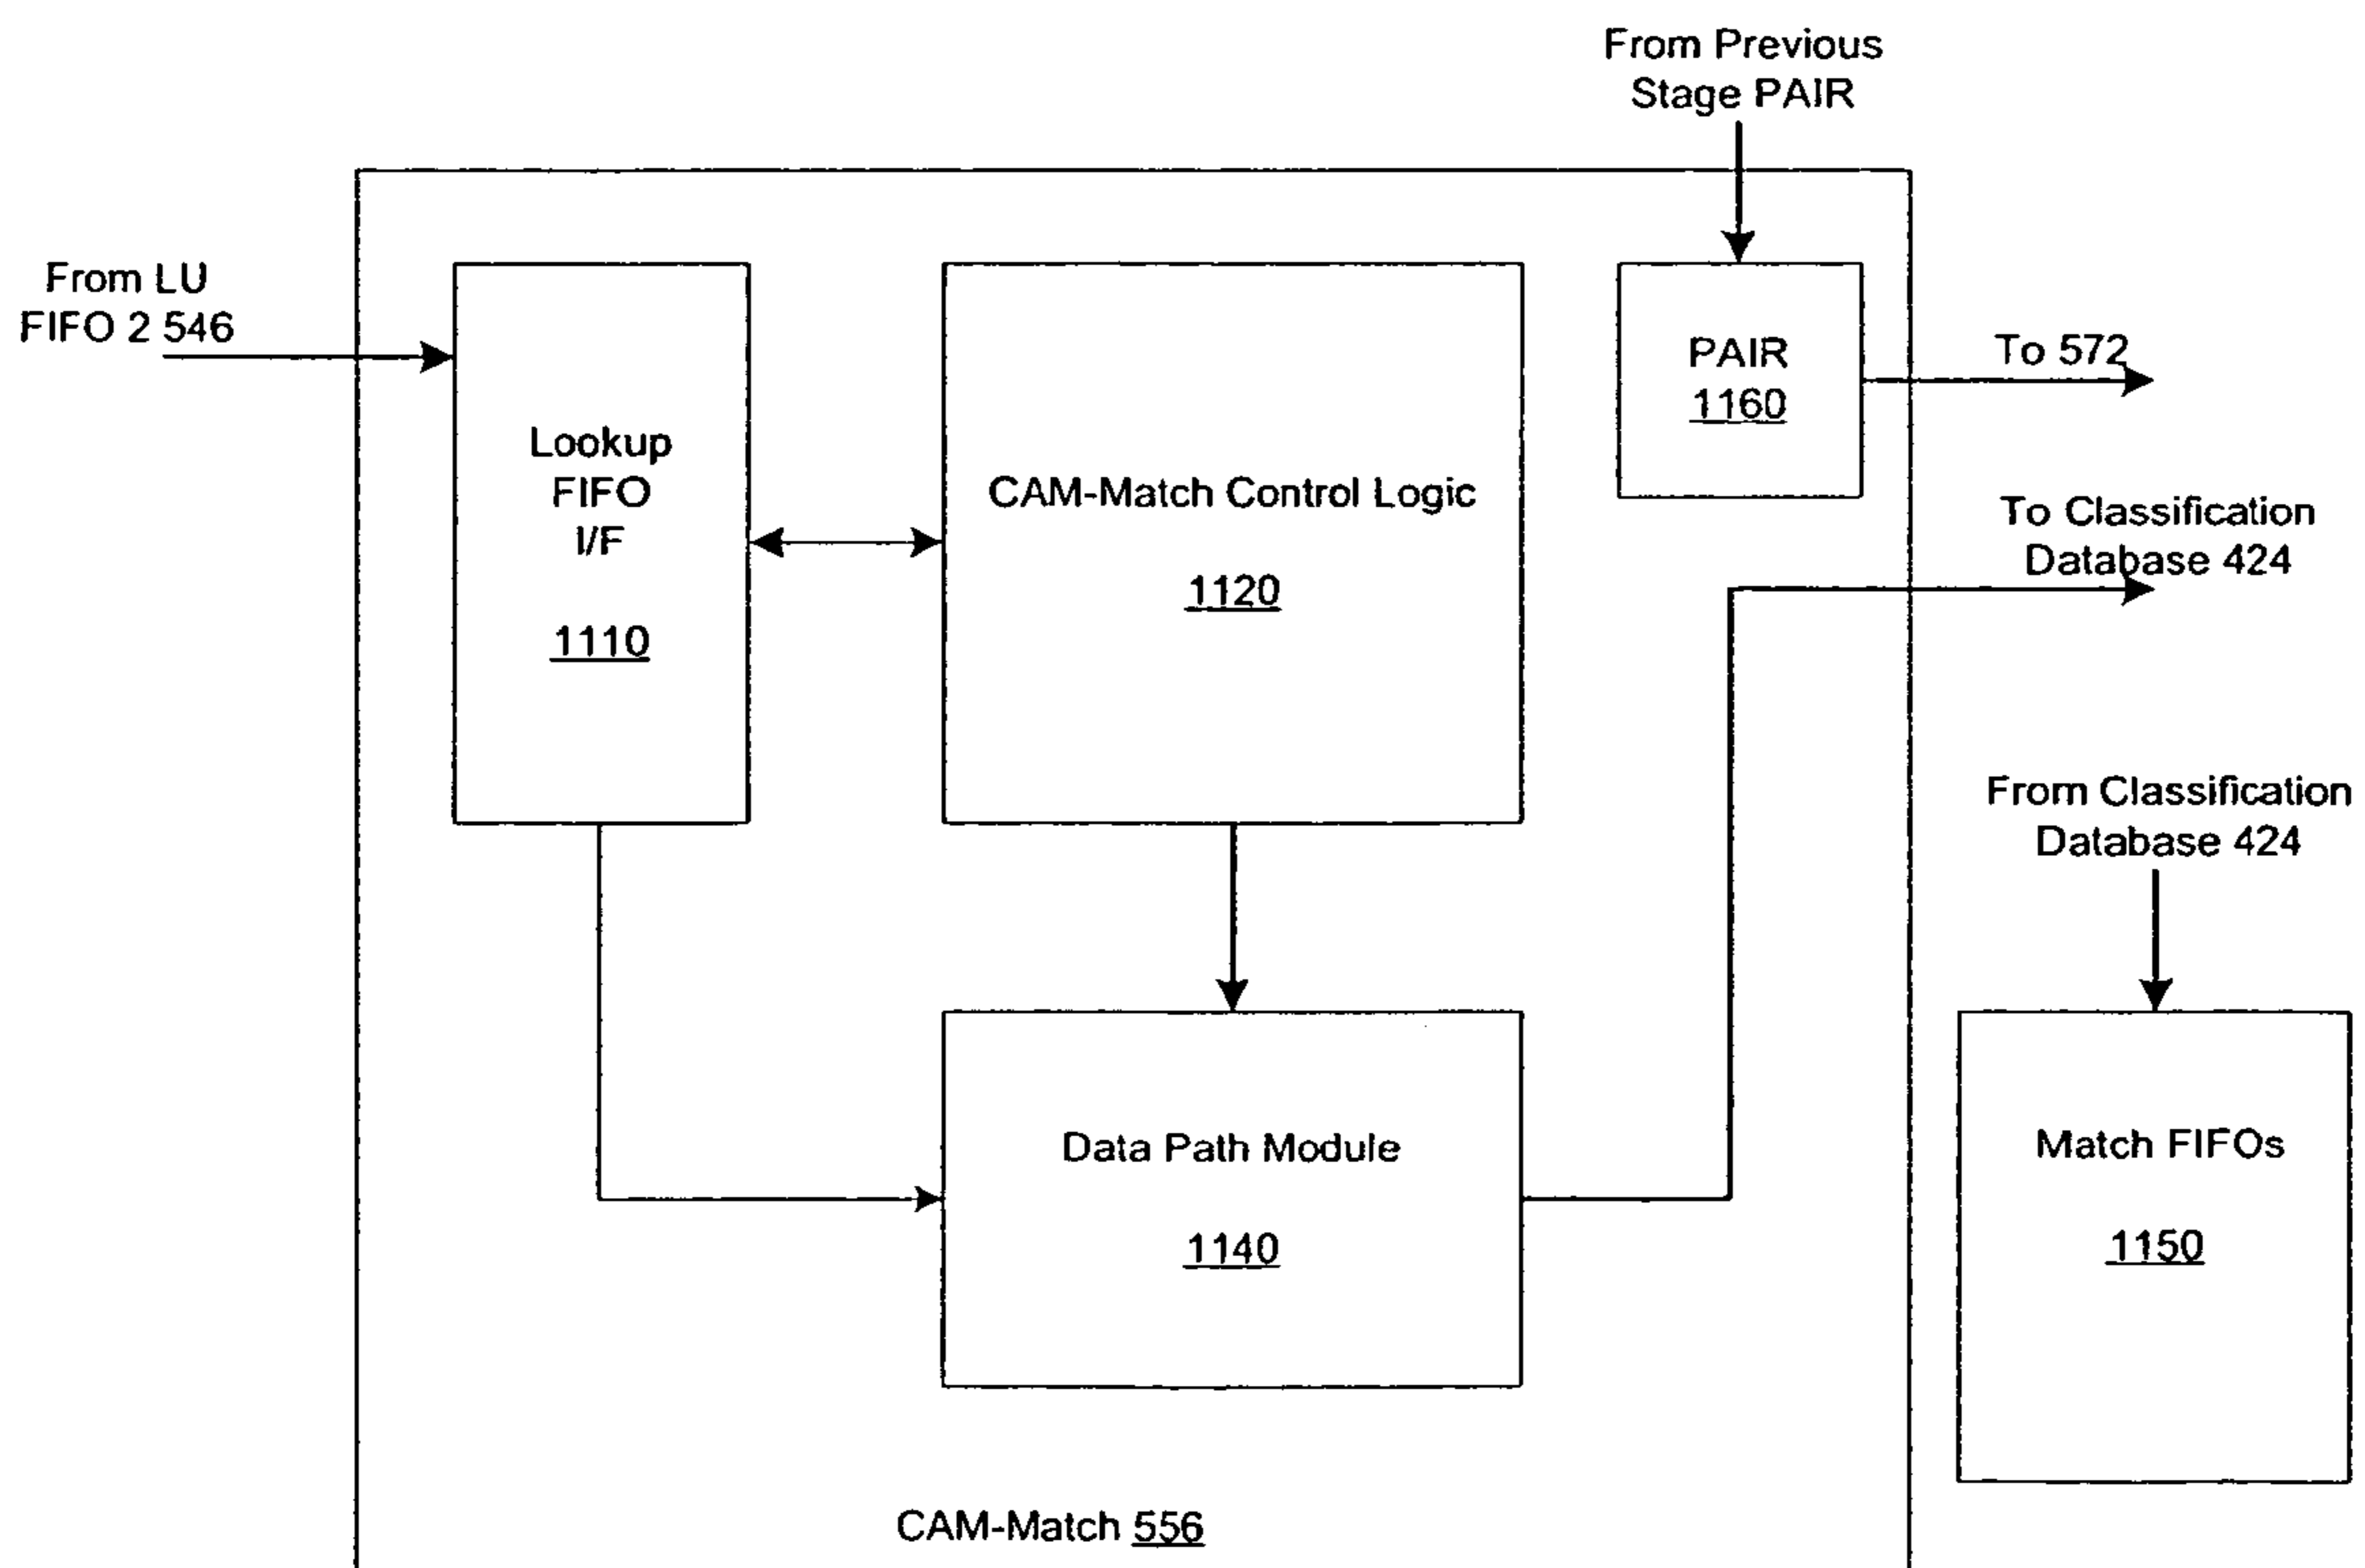 From Previous
Stage PAIR
From LU
FIFO 2 546
Lookup
FIFO
I/F
1110
CAM-Match Control Logic
1120
PAIR
1160
To 572
To Classification
Database 424
From Classification
Database 424
Data Path Module
1140
Match FIFOs
1150
CAM-Match 556